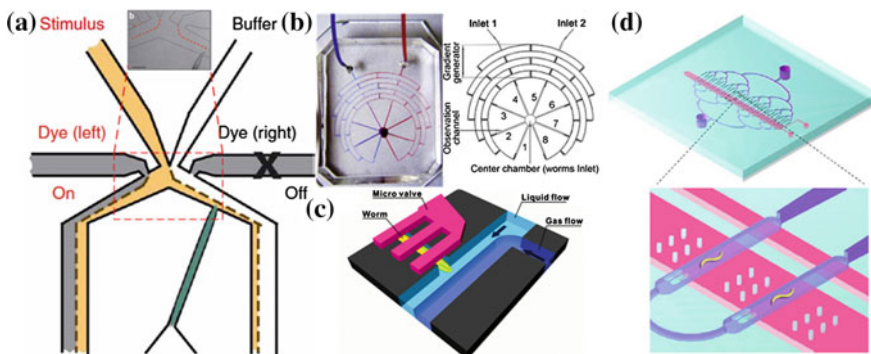 (a)
Stimulus
b
Buffer
Dye (left)
Dye (right)
X
On
Off
(b)
Inlet 1
Inlet 2
Gradient
generator
Observation
channel
1
2
3
4
5
6
7
8
Center chamber (worms Inlet)
(c)
Micro valve
Worm
Liquid flow
Gas flow
(d)